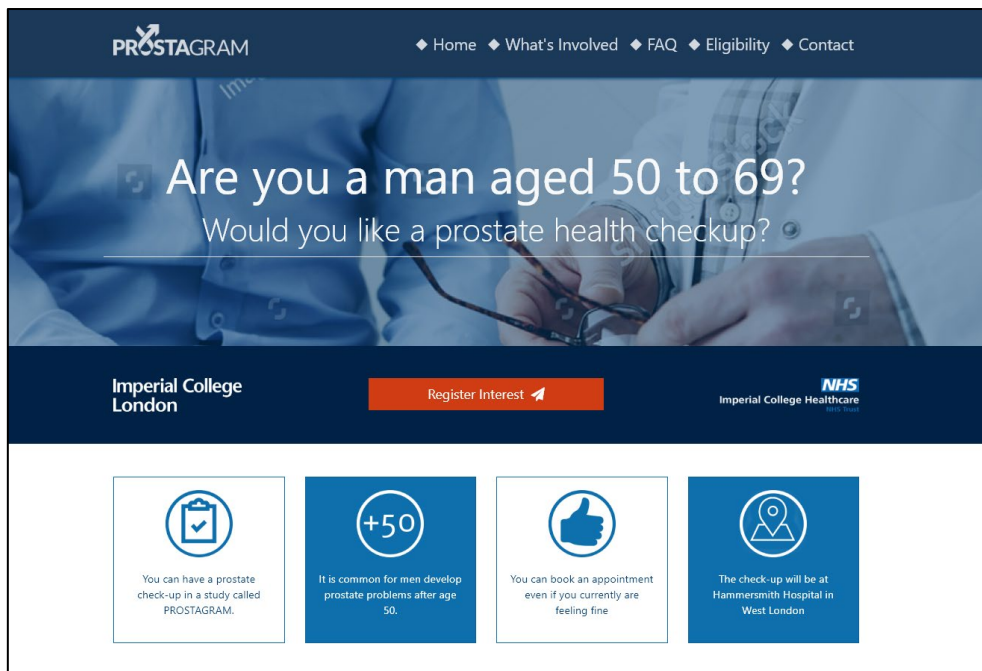 PROSTAGRAM
◆ Home ◆ What's Involved ◆ FAQ ◆ Eligibility ◆ Contact
Are you a man aged 50 to 69?
Would you like a prostate health checkup?
Imperial College
London
Register Interest
NHS
Imperial College Healthcare
NHS Trust
You can have a prostate
check-up in a study called
PROSTAGRAM.
+50
It is common for men develop
prostate problems after age
50.
You can book an appointment
even if you currently are
feeling fine
The check-up will be at
Hammersmith Hospital in
West London